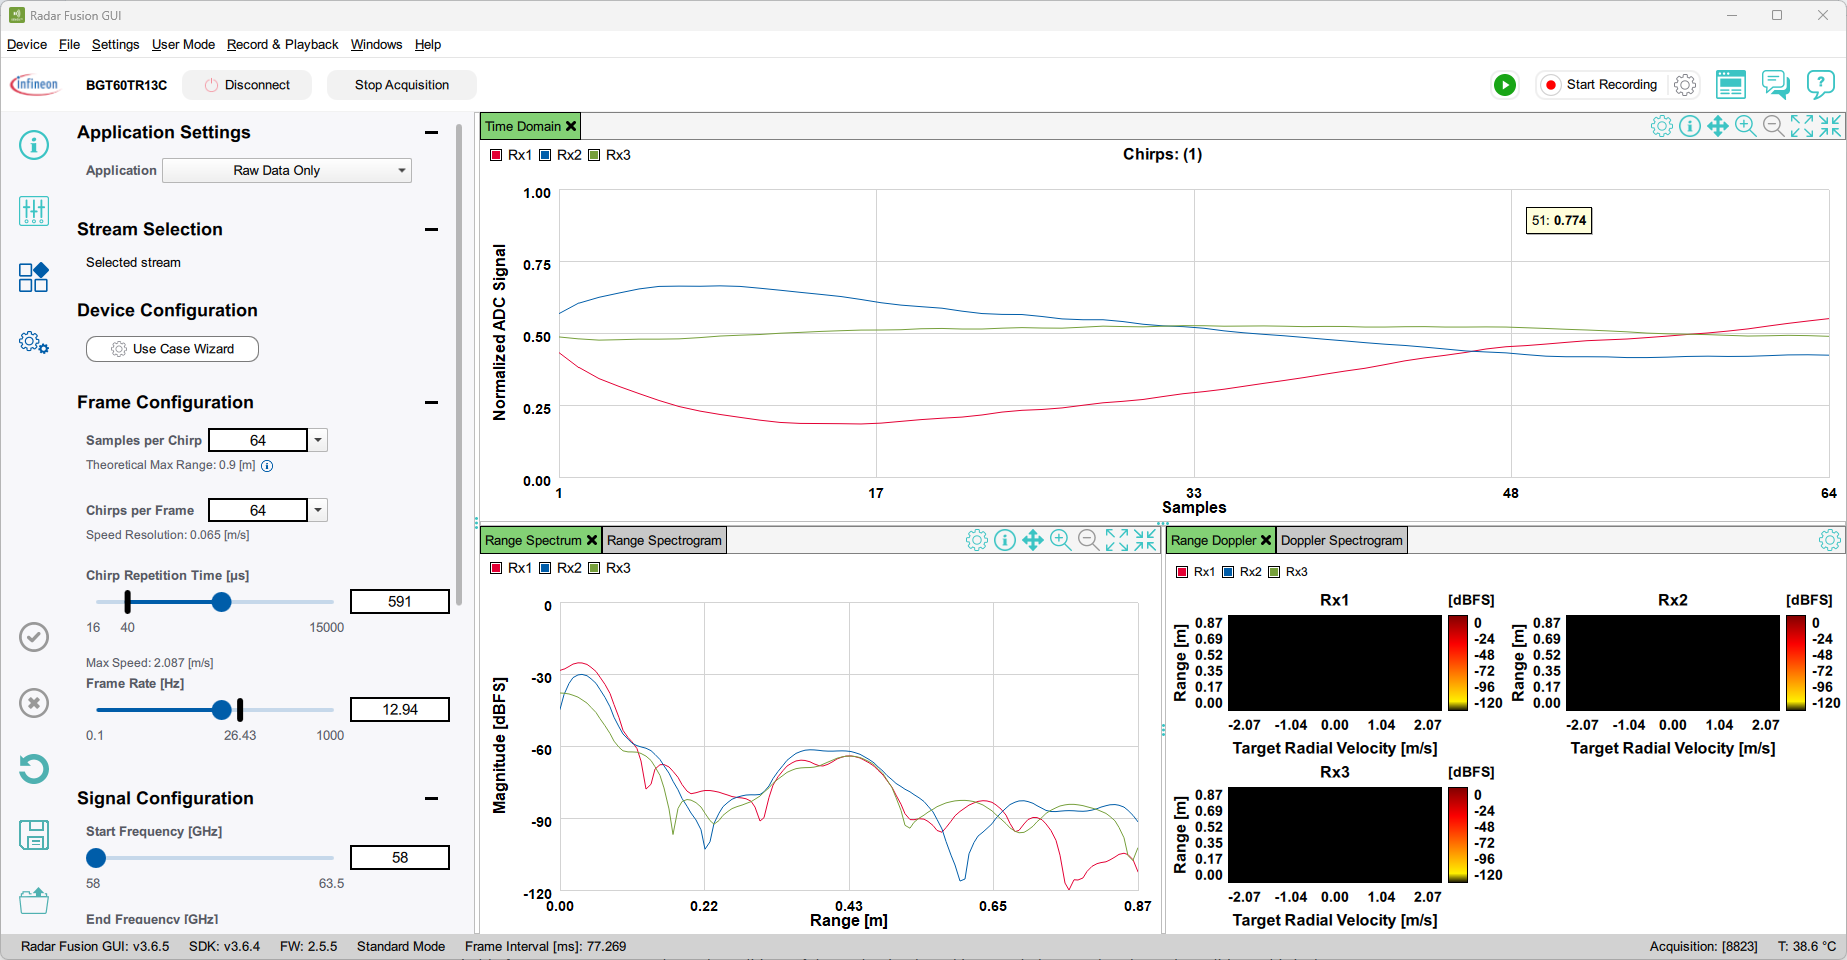 Radar Fusion GUI
Device File Settings User Mode Record & Playback Windows Help
infineon BGT60TR13C Disconnect Stop Acquisition Start Recording
Application Settings
Application Raw Data Only
Stream Selection
Selected stream
Device Configuration
Use Case Wizard
Frame Configuration
Samples per Chirp 64
Theoretical Max Range: 0.9 [m]
Chirps per Frame 64
Speed Resolution: 0.065 [m/s]
Chirp Repetition Time [µs]
591
16 40 15000
Max Speed: 2.087 [m/s]
Frame Rate [Hz]
12.94
0.1 26.43 1000
Signal Configuration
Start Frequency [GHz]
58
58 63.5
End Frequency [GHz]
Time Domain
Rx1 Rx2 Rx3
Chirps: (1)
Normalized ADC Signal
1.00
0.75
0.50
0.25
0.00
51: 0.774
1 17 33 48 64
Samples
Range Spectrum Range Spectrogram
Rx1 Rx2 Rx3
Magnitude [dBFS]
0
-30
-60
-90
-120
0.00 0.22 0.43 0.65 0.87
Range [m]
Range Doppler Doppler Spectrogram
Rx1 Rx2 Rx3
Rx1 [dBFS]
Range [m]
0.87
0.69
0.52
0.35
0.17
0.00
0
-24
-48
-72
-96
-120
-2.07 -1.04 0.00 1.04 2.07
Target Radial Velocity [m/s]
Rx2 [dBFS]
Range [m]
0.87
0.69
0.52
0.35
0.17
0.00
0
-24
-48
-72
-96
-120
-2.07 -1.04 0.00 1.04 2.07
Target Radial Velocity [m/s]
Rx3 [dBFS]
Range [m]
0.87
0.69
0.52
0.35
0.17
0.00
0
-24
-48
-72
-96
-120
-2.07 -1.04 0.00 1.04 2.07
Target Radial Velocity [m/s]
Radar Fusion GUI: v3.6.5 SDK: v3.6.4 FW: 2.5.5 Standard Mode Frame Interval [ms]: 77.269 Acquisition: [8823] T: 38.6 °C